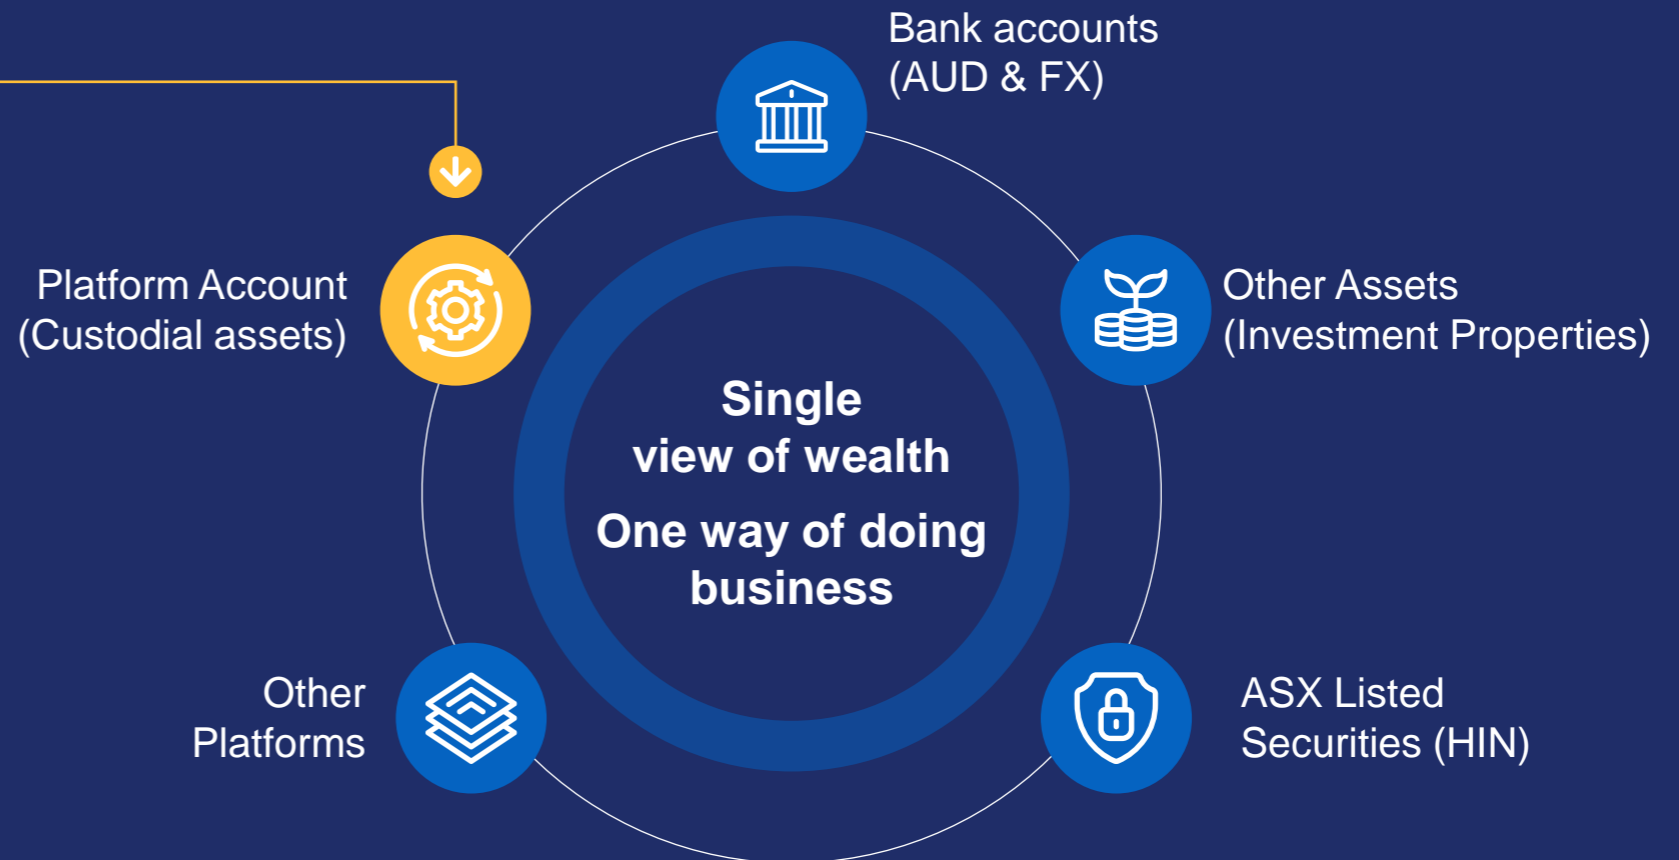 Bank accounts
(AUD & FX)
Platform Account
(Custodial assets)
Other Assets
(Investment Properties)
Single
view of wealth
One way of doing
business
Other
Platforms
ASX Listed
Securities (HIN)